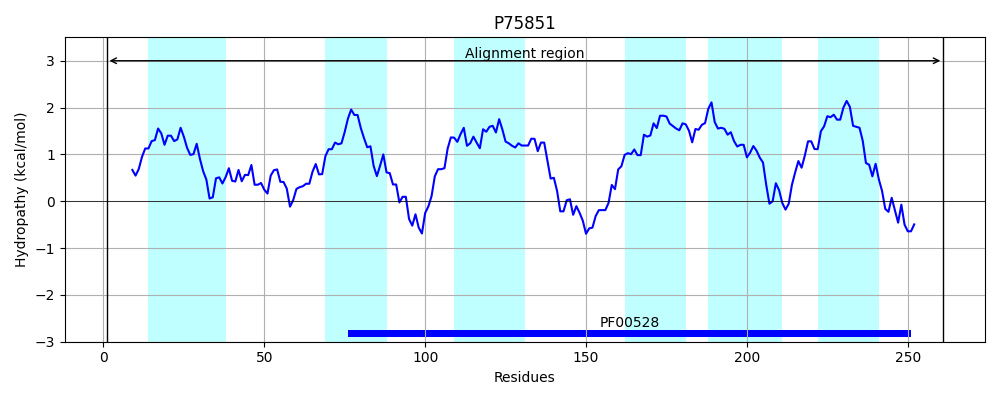 P75851
Alignment region
3
2
1
0
−1
−2
−3
Hydropathy (kcal/mol)
PF00528
0
50
100
150
200
250
Residues